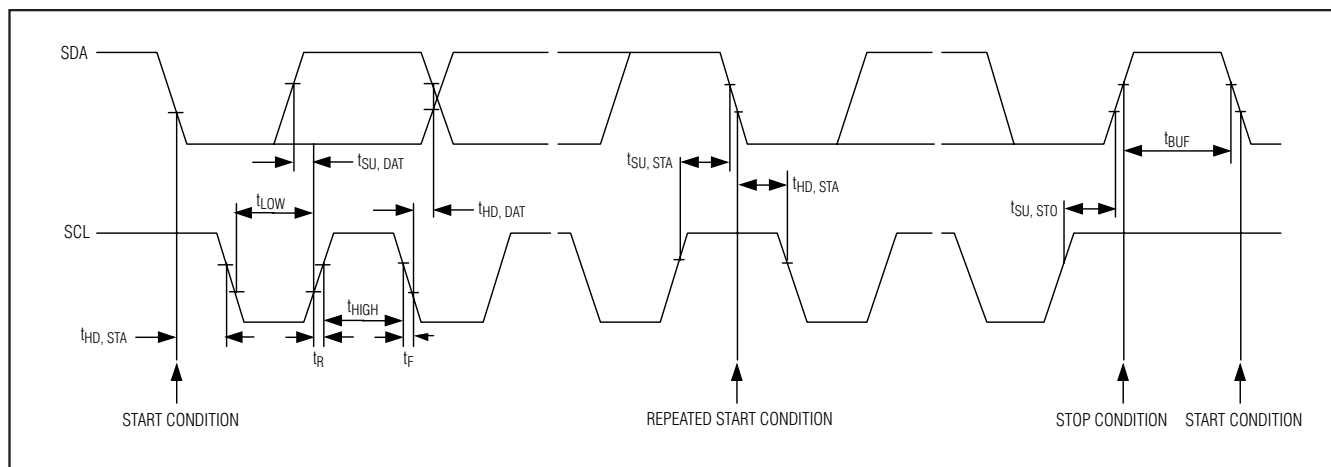 SDA
tSU, DAT
tSU, STA
tBUF
tLOW
tHD, DAT
tHD, STA
tSU, STO
SCL
tHIGH
tHD, STA
tR
tF
START CONDITION
REPEATED START CONDITION
STOP CONDITION
START CONDITION